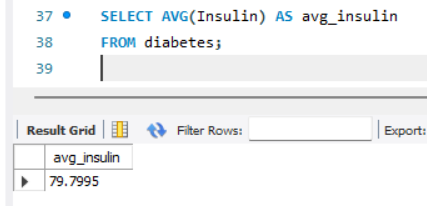 37 SELECT AVG(Insulin) AS avg_insulin
38 FROM diabetes;
39
Result Grid Filter Rows: Export:
avg_insulin
79.7995